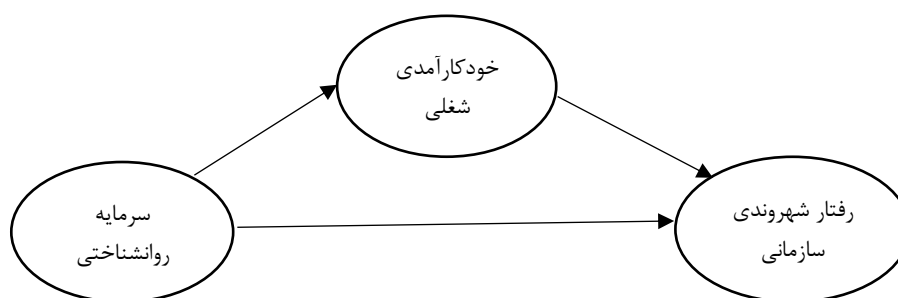 خودکارآمدی
شغلی
رفتار شهروندی
سازمانی
سرمایه
روانشناختی